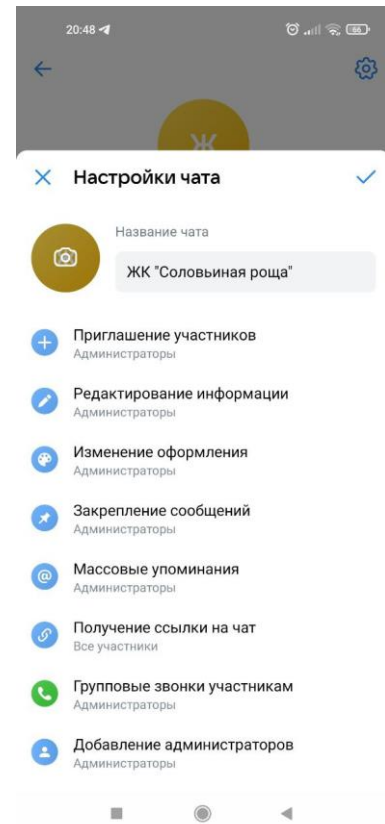 20:48
66
Ж
Настройки чата
Название чата
ЖК "Соловьиная роща"
Приглашение участников
Администраторы
Редактирование информации
Администраторы
Изменение оформления
Администраторы
Закрепление сообщений
Администраторы
@
Массовые упоминания
Администраторы
Получение ссылки на чат
Все участники
Групповые звонки участникам
Администраторы
Добавление администраторов
Администраторы